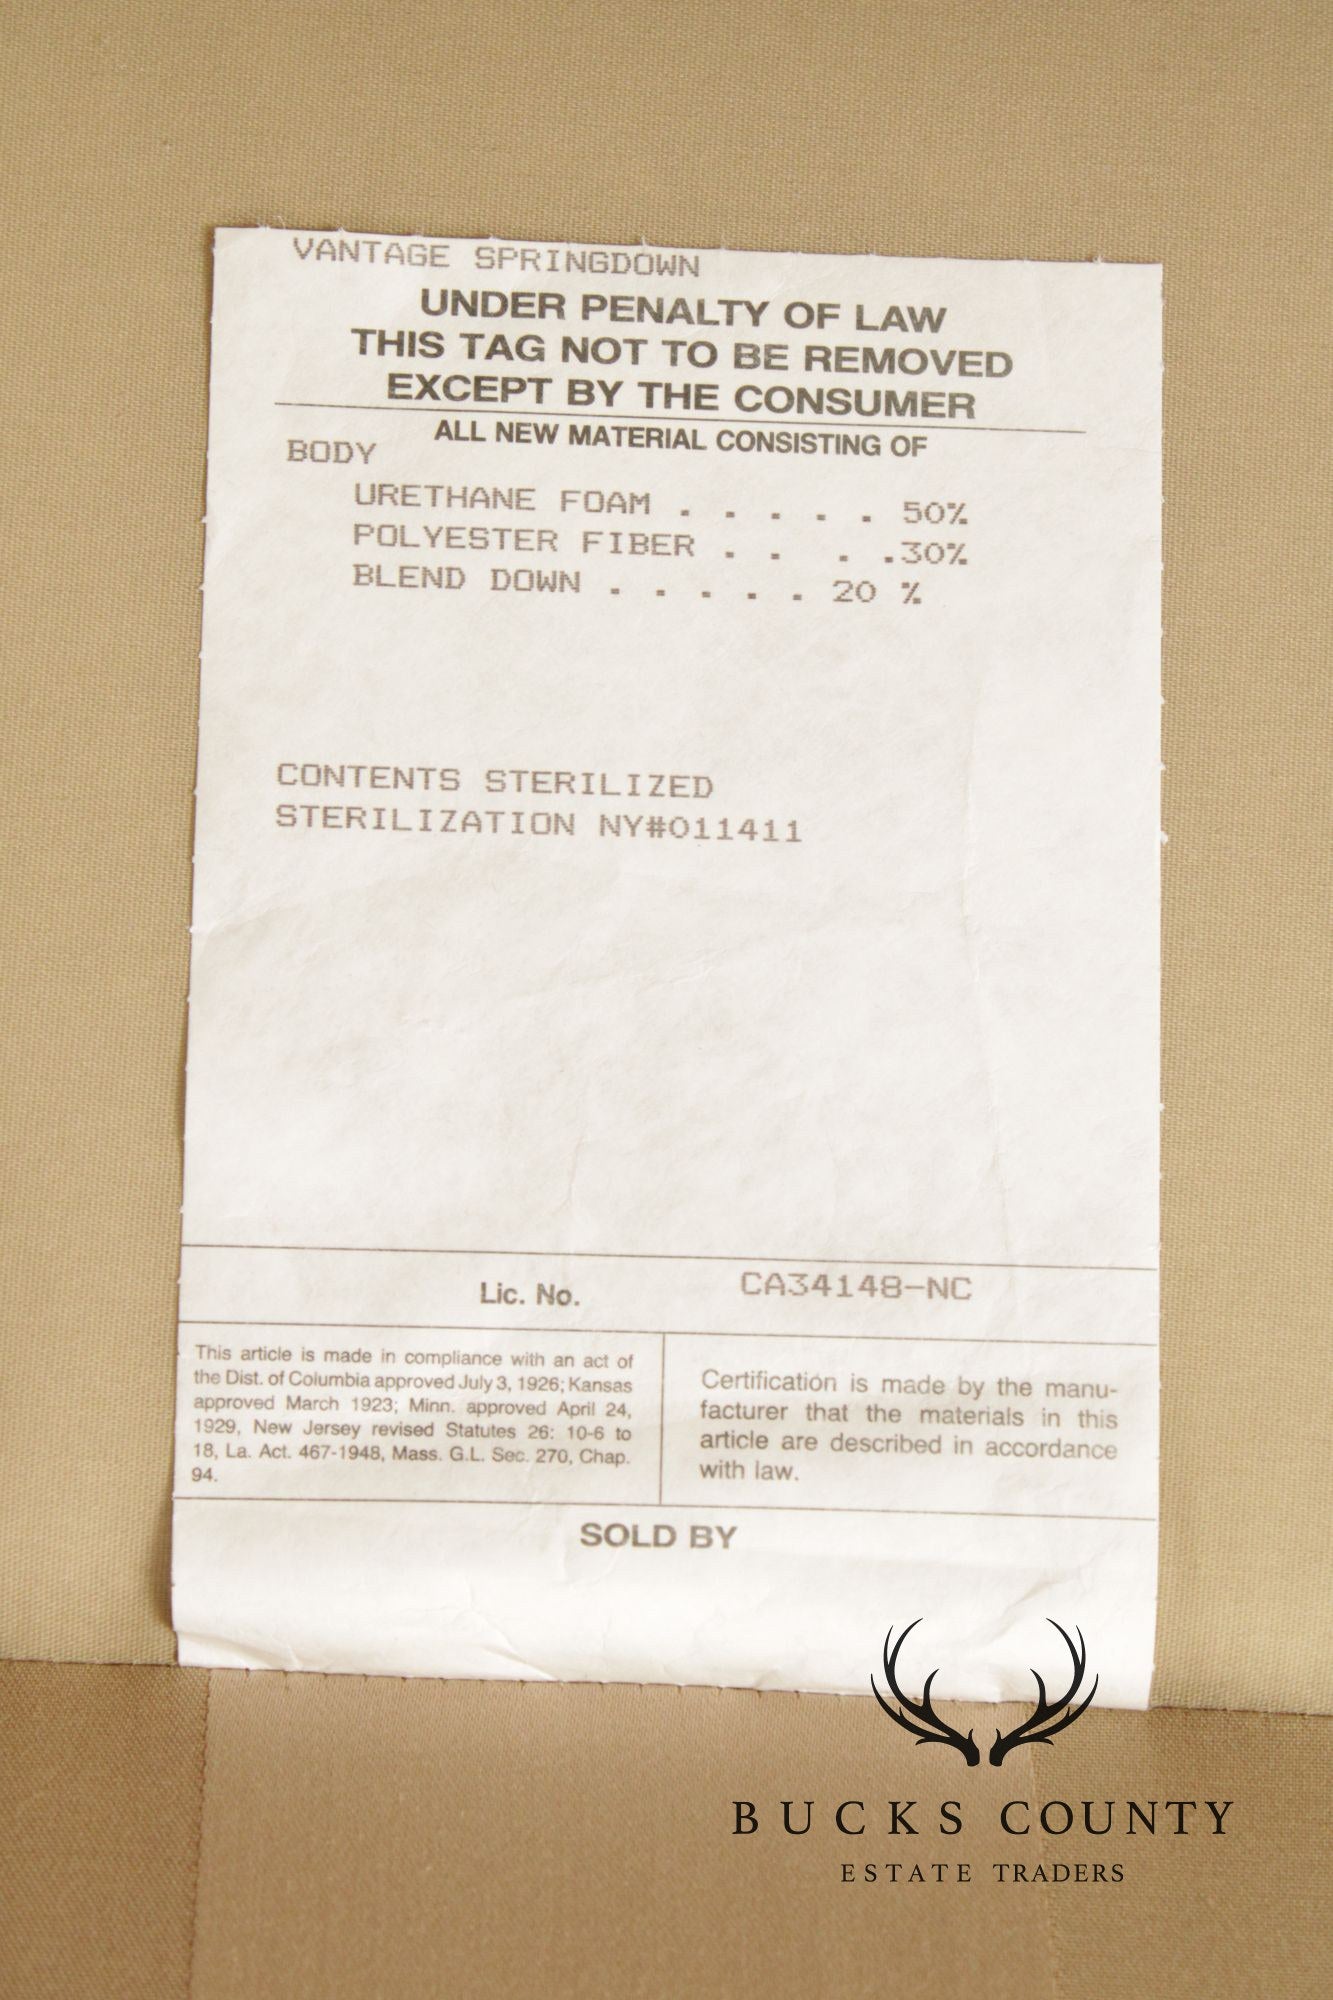 VANTAGE SPRINGDOWN
UNDER PENALTY OF LAW
THIS TAG NOT TO BE REMOVED
EXCEPT BY THE CONSUMER
ALL NEW MATERIAL CONSISTING OF
BODY
URETHANE FOAM . . . . . 50%
POLYESTER FIBER . . . .30%
BLEND DOWN . . . . . 20 %
CONTENTS STERILIZED
STERILIZATION NY#011411
Lic. No. CA34148-NC
This article is made in compliance with an act of
the Dist. of Columbia approved July 3, 1926; Kansas
approved March 1923; Minn. approved April 24,
1929, New Jersey revised Statutes 26: 10-6 to
18, La. Act. 467-1948, Mass. G.L. Sec. 270, Chap.
94.
Certification is made by the manu-
facturer that the materials in this
article are described in accordance
with law.
SOLD BY
BUCKS COUNTY
ESTATE TRADERS